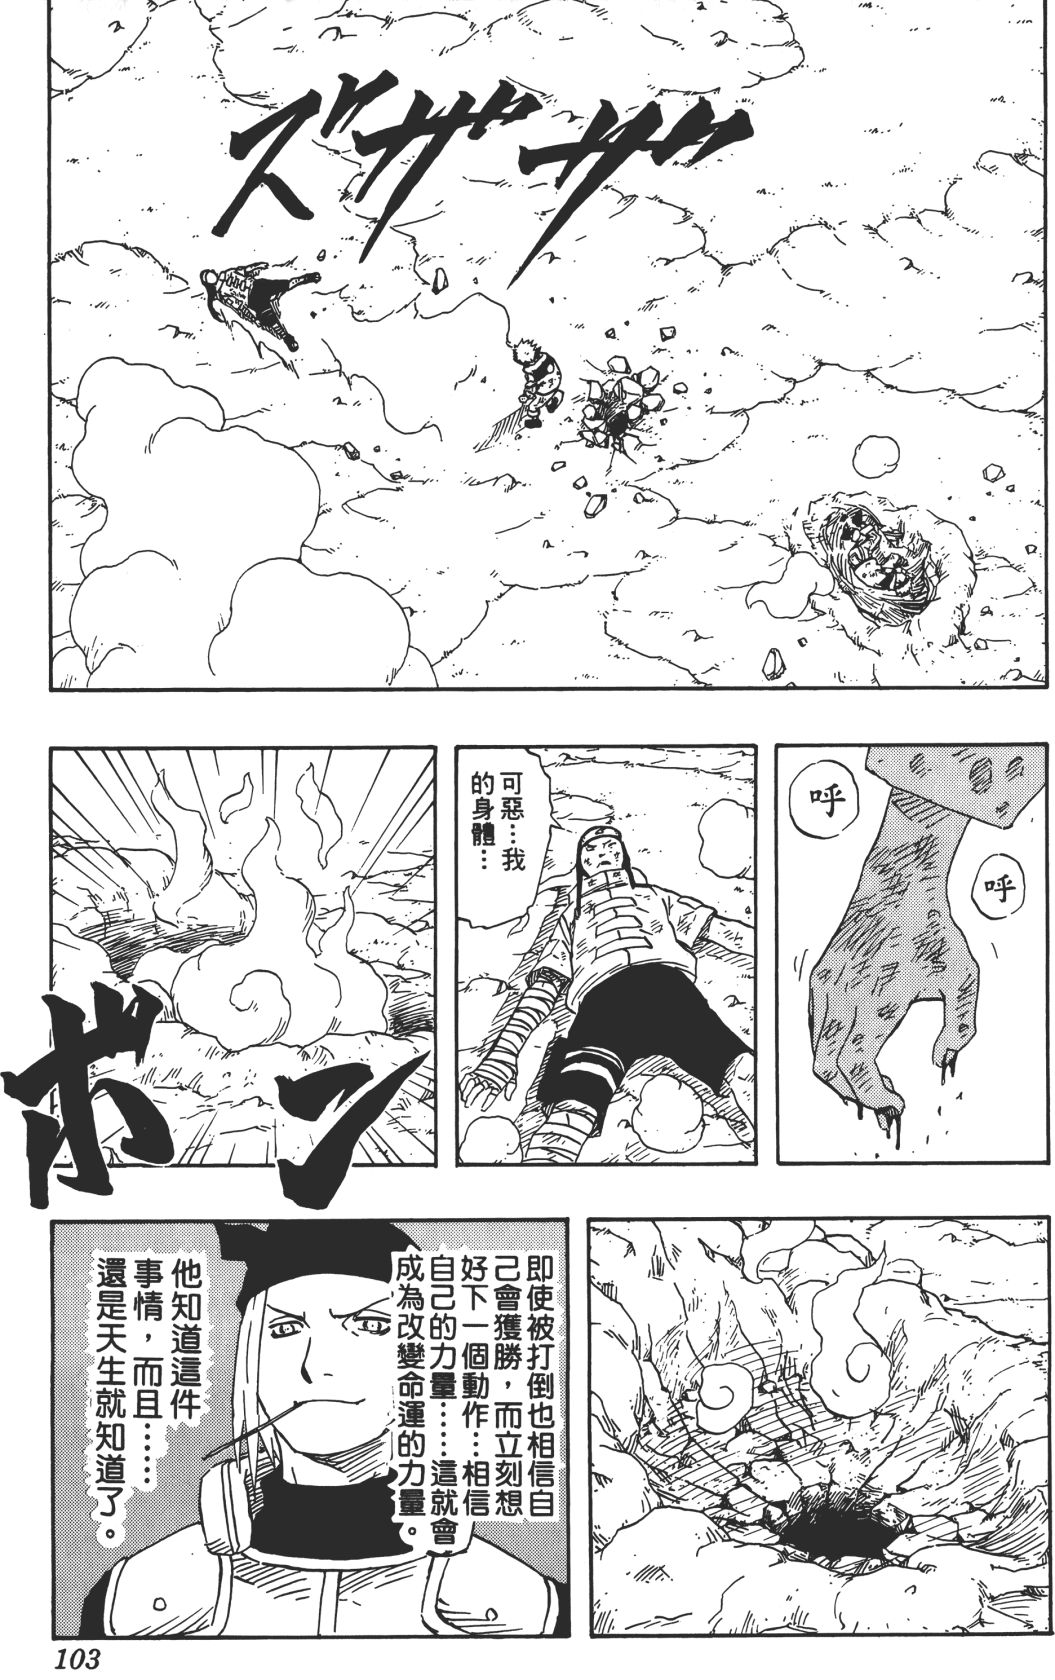 ズザザザ
呼
呼
可惡…我
的身體…
ボン
即使被打倒也相信自
己會獲勝，而立刻想
好下一個動作…相信
自己的力量……這就會
成為改變命運的力量。
他知道這件
事情，而且……
還是天生就知道了。
103